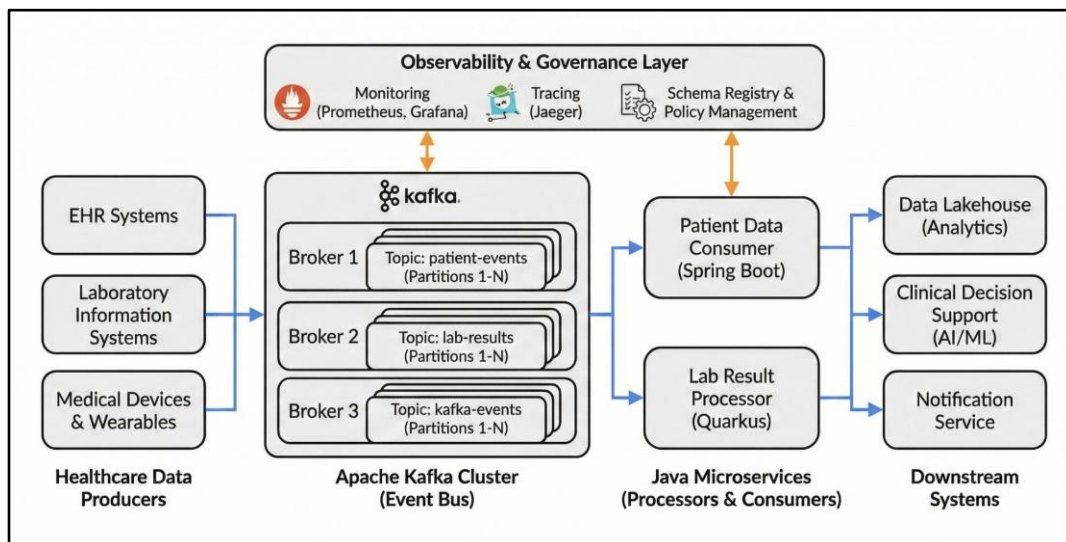 Observability & Governance Layer
Monitoring
(Prometheus, Grafana)
Tracing
(Jaeger)
Schema Registry &
Policy Management
EHR Systems
Laboratory
Information
Systems
Medical Devices
& Wearables
Healthcare Data
Producers
kafka.
Broker 1
Topic: patient-events
(Partitions 1-N)
Broker 2
Topic: lab-results
(Partitions 1-N)
Broker 3
Topic: kafka-events
(Partitions 1-N)
Apache Kafka Cluster
(Event Bus)
Patient Data
Consumer
(Spring Boot)
Lab Result
Processor
(Quarkus)
Java Microservices
(Processors & Consumers)
Data Lakehouse
(Analytics)
Clinical Decision
Support
(AI/ML)
Notification
Service
Downstream
Systems